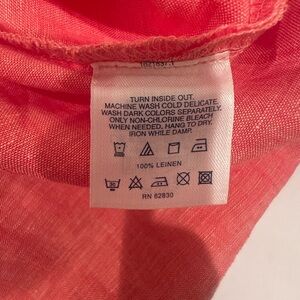 TURN INSIDE OUT.
MACHINE WASH COLD DELICATE.
WASH DARK COLORS SEPARATELY.
ONLY NON-CHLORINE BLEACH
WHEN NEEDED. HANG TO DRY.
IRON WHILE DAMP.
100% LEINEN
RN 62830